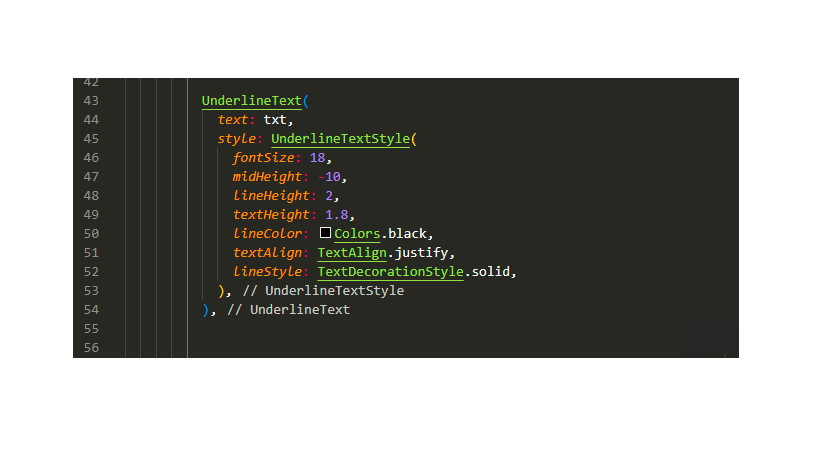 42
43 UnderlineText(
44 text: txt,
45 style: UnderlineTextStyle(
46 fontSize: 18,
47 midHeight: -10,
48 lineHeight: 2,
49 textHeight: 1.8,
50 lineColor: Colors.black,
51 textAlign: TextAlign.justify,
52 lineStyle: TextDecorationStyle.solid,
53 ), // UnderlineTextStyle
54 ), // UnderlineText
55
56